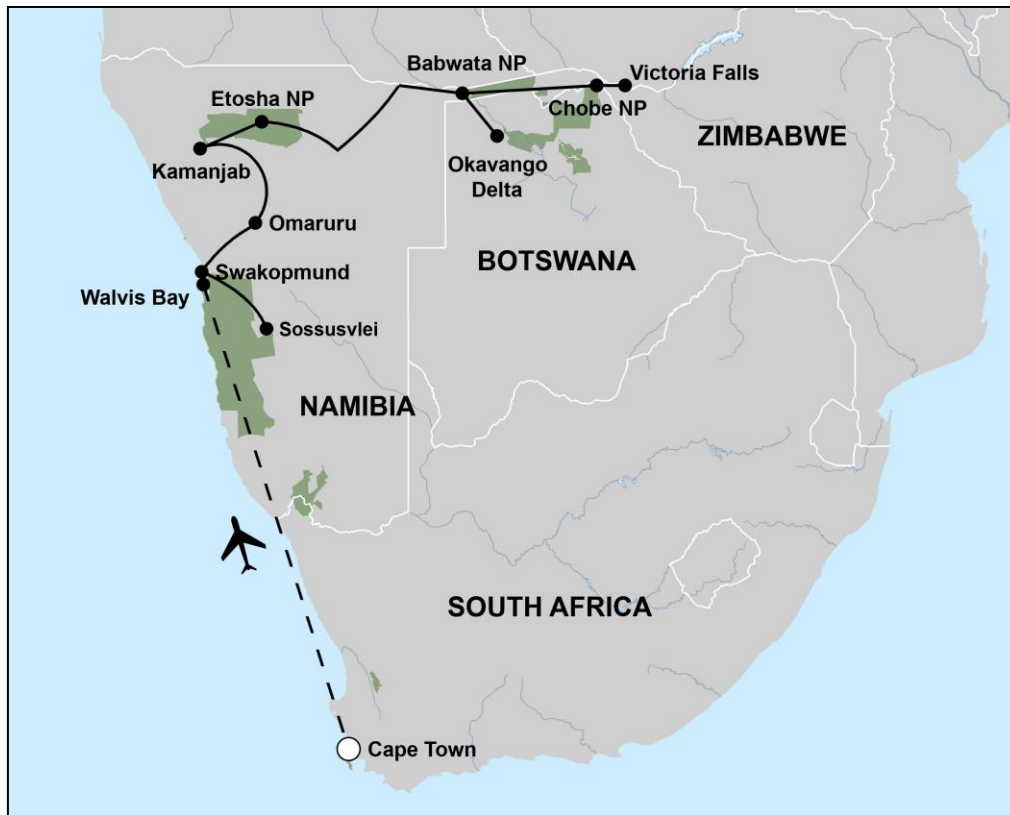 Babwata NP
Victoria Falls
Etosha NP
Chobe NP
ZIMBABWE
Kamanjab
Okavango
Delta
Omaruru
BOTSWANA
Swakopmund
Walvis Bay
Sossusvlei
NAMIBIA
SOUTH AFRICA
Cape Town